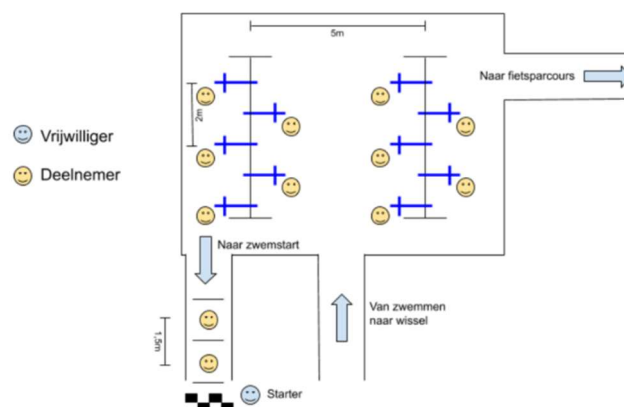 5m
Naar fietsparcours
2m
Vrijwilliger
Deelnemer
Naar zwemstart
Van zwemmen
naar wissel
1,5m
Starter